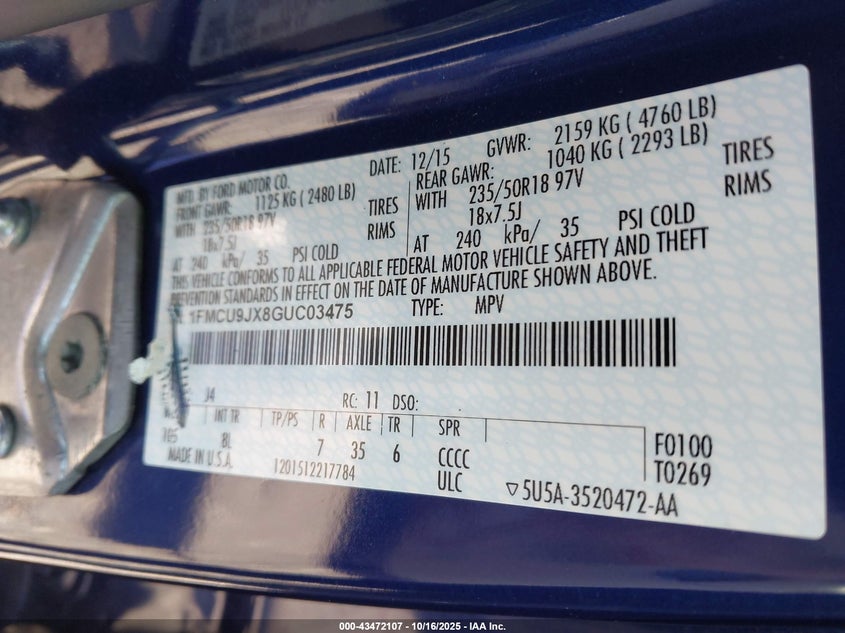 MFD. BY FORD MOTOR CO. DATE: 12/15 GVWR: 2159 KG ( 4760 LB)
FRONT GAWR: 1125 KG ( 2480 LB) REAR GAWR: 1040 KG ( 2293 LB)
WITH 235/50R18 97V TIRES WITH 235/50R18 97V TIRES
18x7.5J RIMS 18x7.5J RIMS
AT 240 kPa/ 35 PSI COLD AT 240 kPa/ 35 PSI COLD
THIS VEHICLE CONFORMS TO ALL APPLICABLE FEDERAL MOTOR VEHICLE SAFETY AND THEFT
PREVENTION STANDARDS IN EFFECT ON THE DATE OF MANUFACTURE SHOWN ABOVE.
1FMCU9JX8GUC03475 TYPE: MPV
J4 RC: 11 DSO:
INT TR TP/PS R AXLE TR SPR
8L 7 35 6 CCCC F0100
MADE IN U.S.A. 1201512217784 ULC T0269
5U5A-3520472-AA
000-43472107 - 10/16/2025 - IAA Inc.